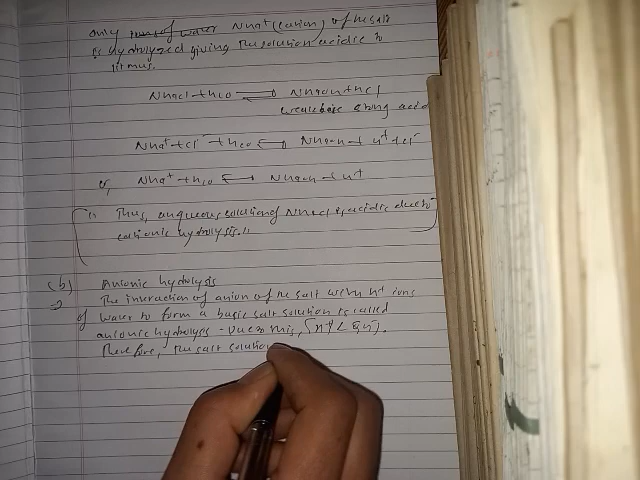 only ions of water NH4+ (cation) of the salt
is hydrolyzed giving the solution acidic to
litmus.
NH4Cl + H2O ⇌ NH4OH + HCl
weak base strong acid
NH4+ + Cl- + H2O ⇌ NH4OH + H+ + Cl-
or, NH4+ + H2O ⇌ NH4OH + H+
Thus, aqueous solution of NH4Cl is acidic due to
cationic hydrolysis.
(b) Anionic hydrolysis
⇒ The interaction of anion of the salt with H+ ions
of water to form a basic salt solution is called
anionic hydrolysis. Due to this, [H+] < [OH-].
Therefore, the salt solution